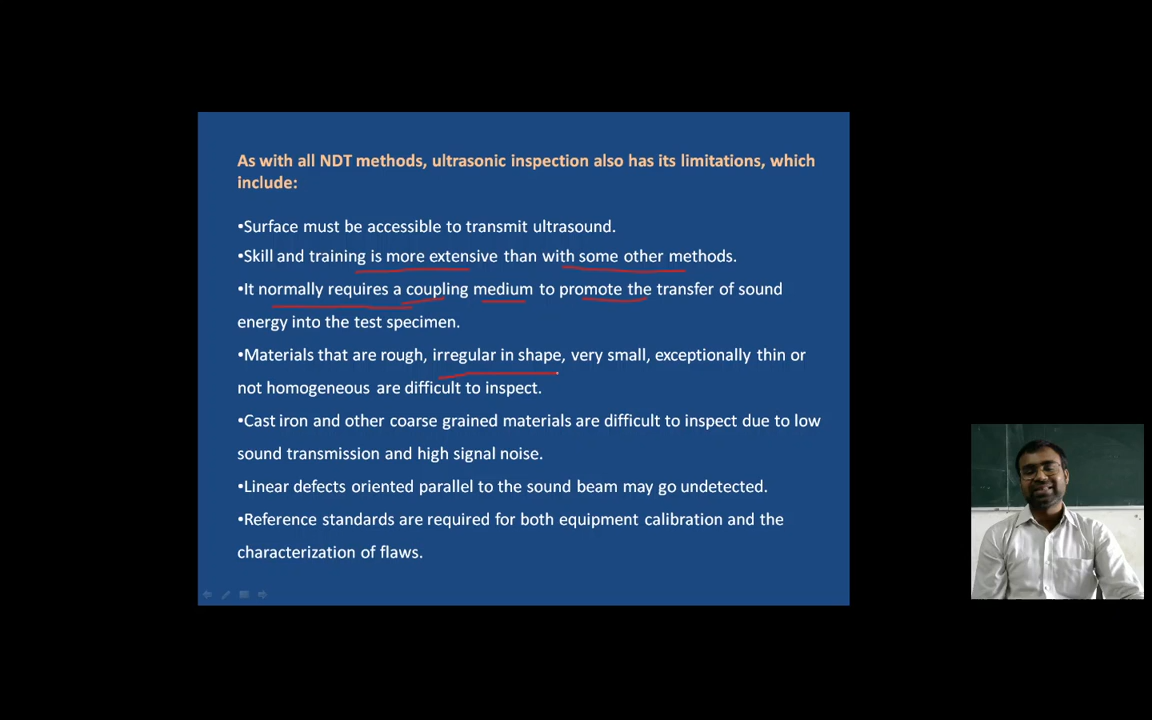 As with all NDT methods, ultrasonic inspection also has its limitations, which
include:
•Surface must be accessible to transmit ultrasound.
•Skill and training is more extensive than with some other methods.
•It normally requires a coupling medium to promote the transfer of sound
energy into the test specimen.
•Materials that are rough, irregular in shape, very small, exceptionally thin or
not homogeneous are difficult to inspect.
•Cast iron and other coarse grained materials are difficult to inspect due to low
sound transmission and high signal noise.
•Linear defects oriented parallel to the sound beam may go undetected.
•Reference standards are required for both equipment calibration and the
characterization of flaws.